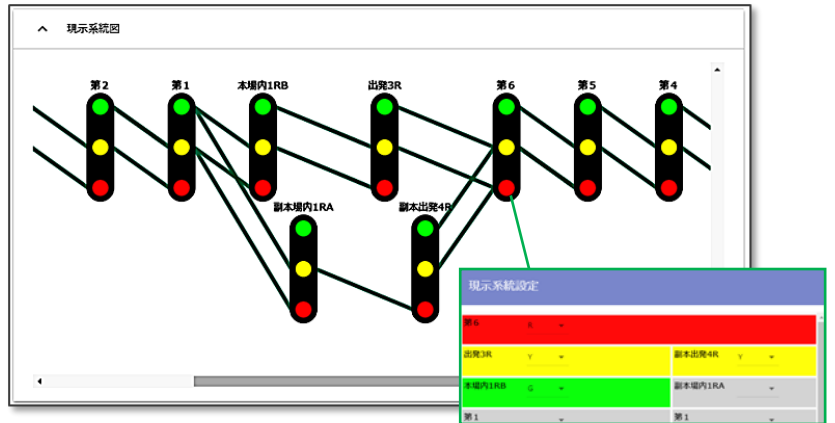 現示系統図
第2
第1
本場内1RB
出発3R
第6
第5
第4
副本場内1RA
副本出発4R
現示系統設定
第6 R
出発3R Y 副本出発4R Y
本場内1RB G 副本場内1RA
第1 第1